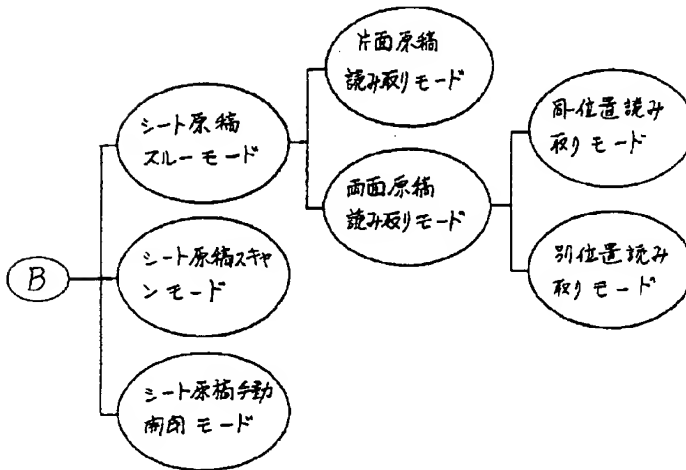 片面原稿
読み取りモード
シート原稿
スルーモード
同一位置読み
取りモード
両面原稿
読み取りモード
B
シート原稿スキャ
ンモード
別位置読み
取りモード
シート原稿手動
開閉モード